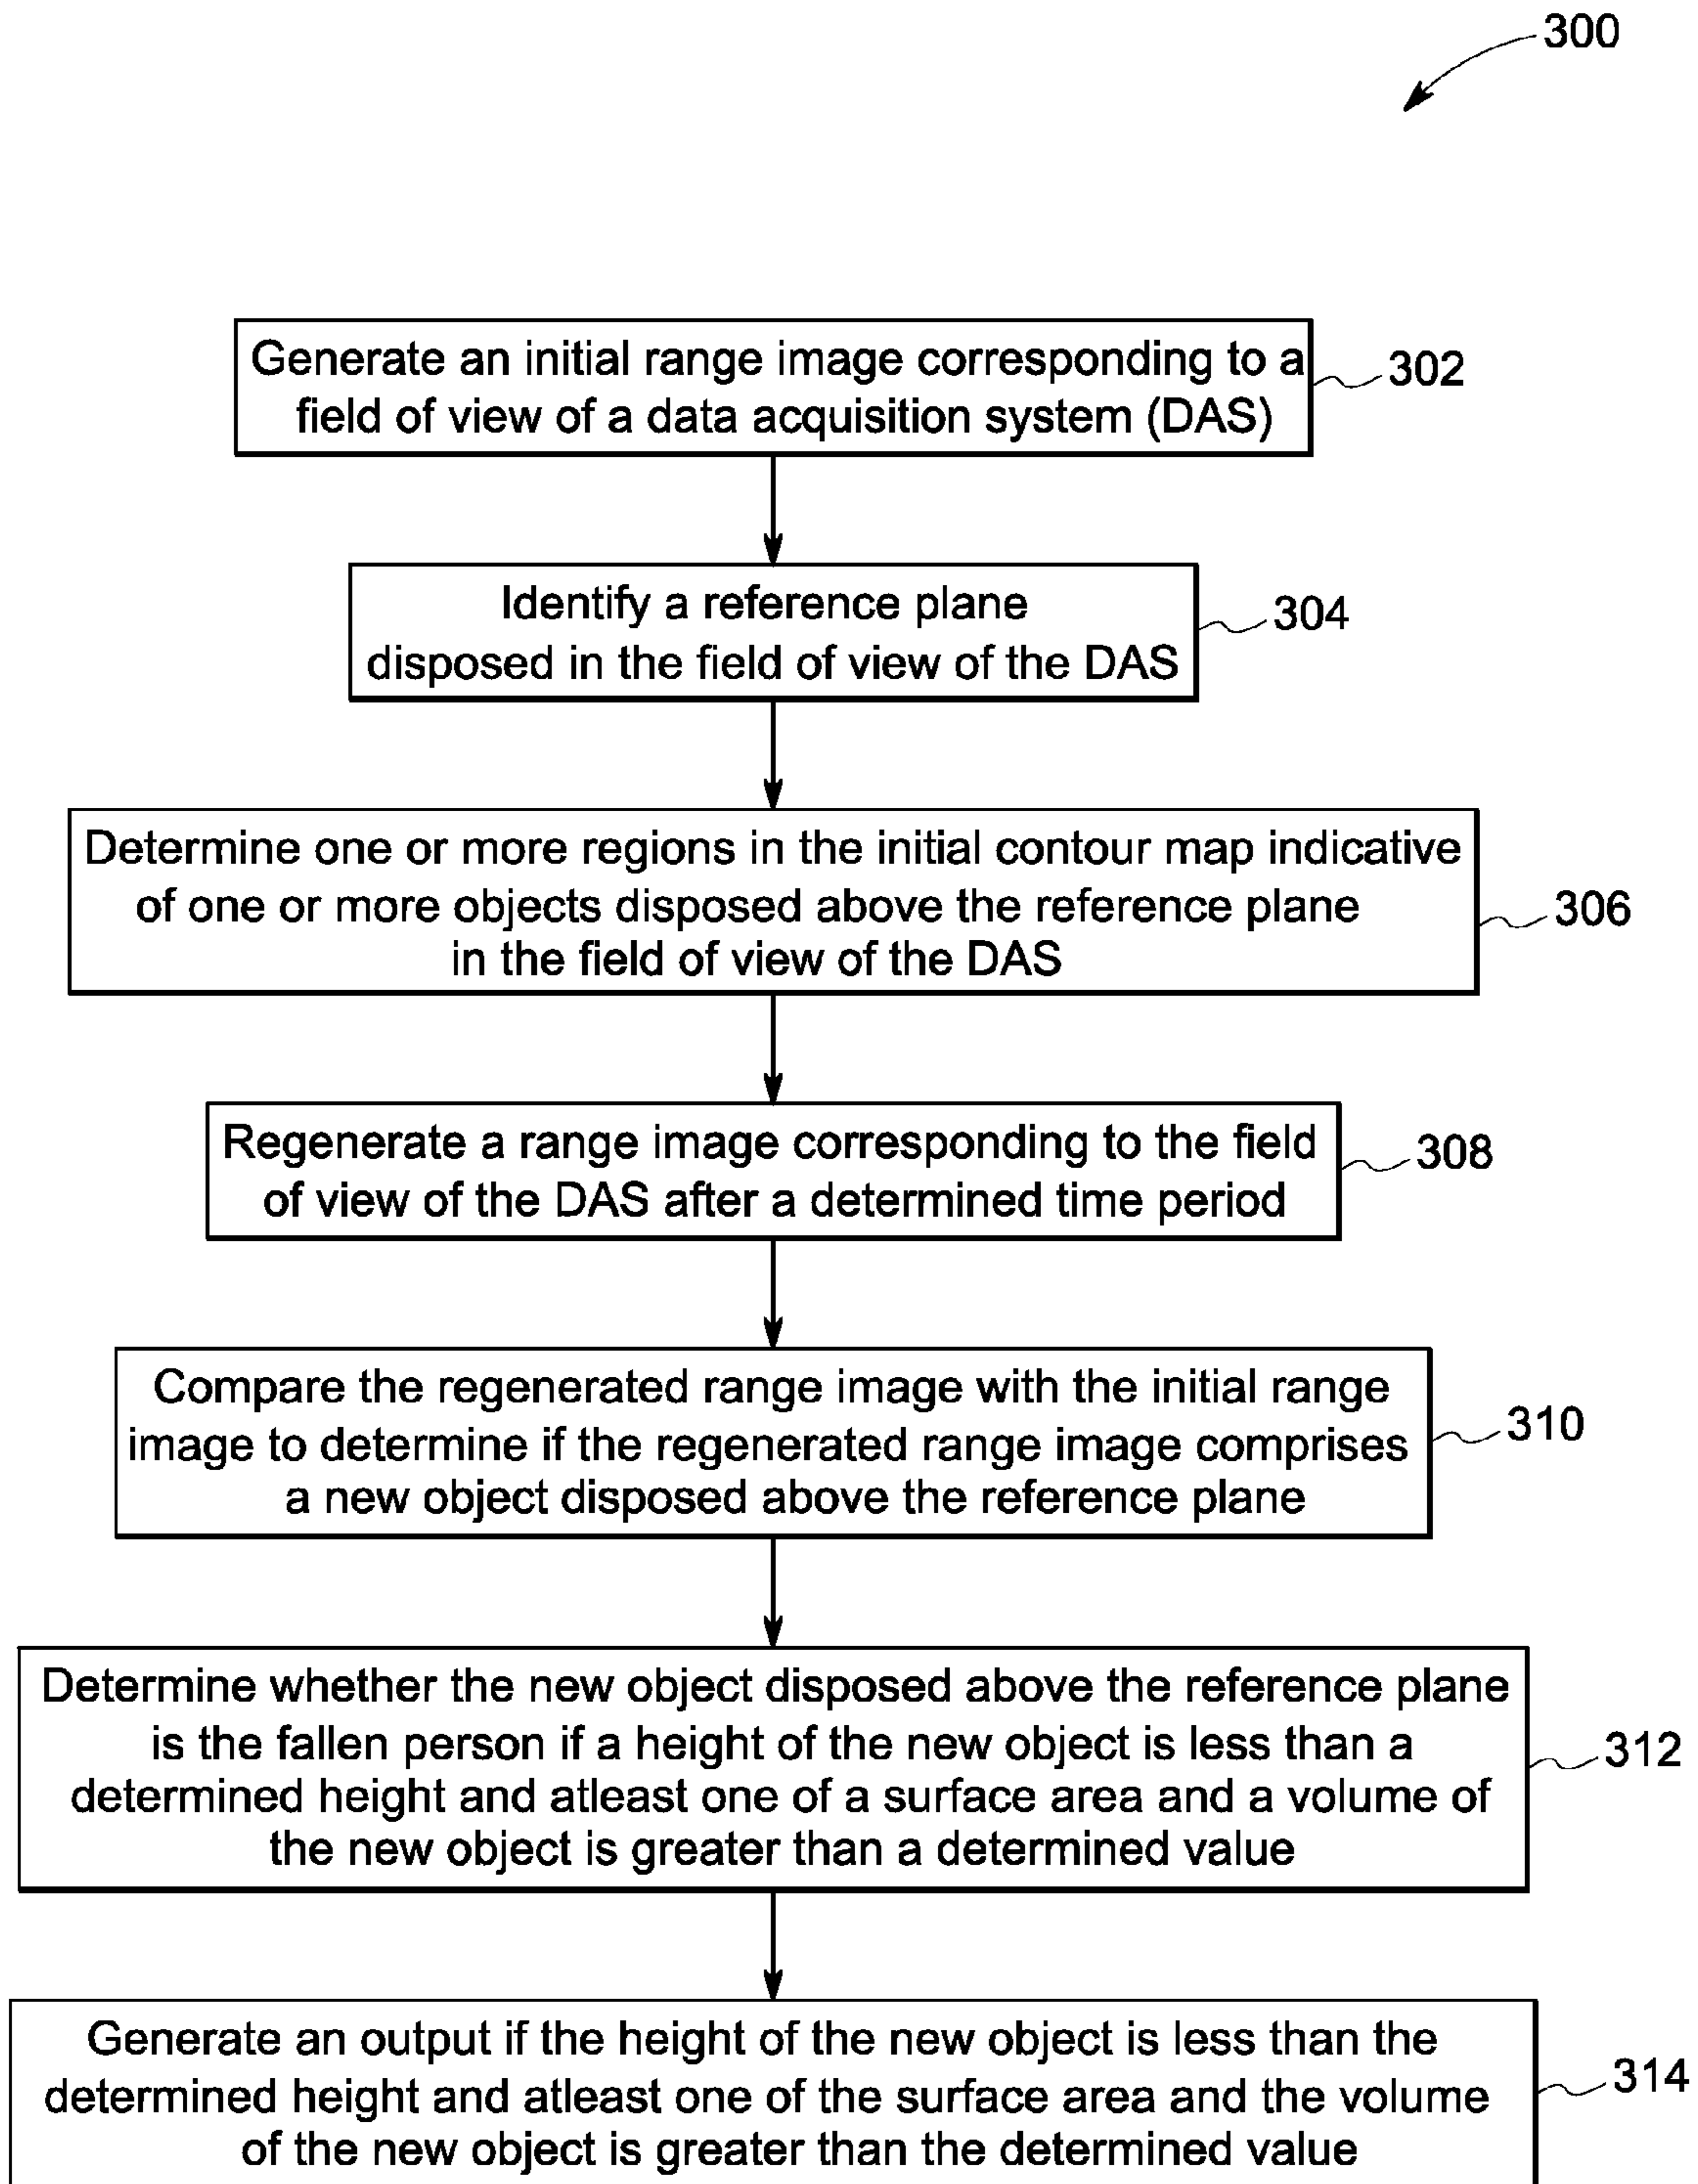 300
Generate an initial range image corresponding to a
field of view of a data acquisition system (DAS)
302
Identify a reference plane
disposed in the field of view of the DAS
304
Determine one or more regions in the initial contour map indicative
of one or more objects disposed above the reference plane
in the field of view of the DAS
306
Regenerate a range image corresponding to the field
of view of the DAS after a determined time period
308
Compare the regenerated range image with the initial range
image to determine if the regenerated range image comprises
a new object disposed above the reference plane
310
Determine whether the new object disposed above the reference plane
is the fallen person if a height of the new object is less than a
determined height and atleast one of a surface area and a volume of
the new object is greater than a determined value
312
Generate an output if the height of the new object is less than the
determined height and atleast one of the surface area and the volume
of the new object is greater than the determined value
314